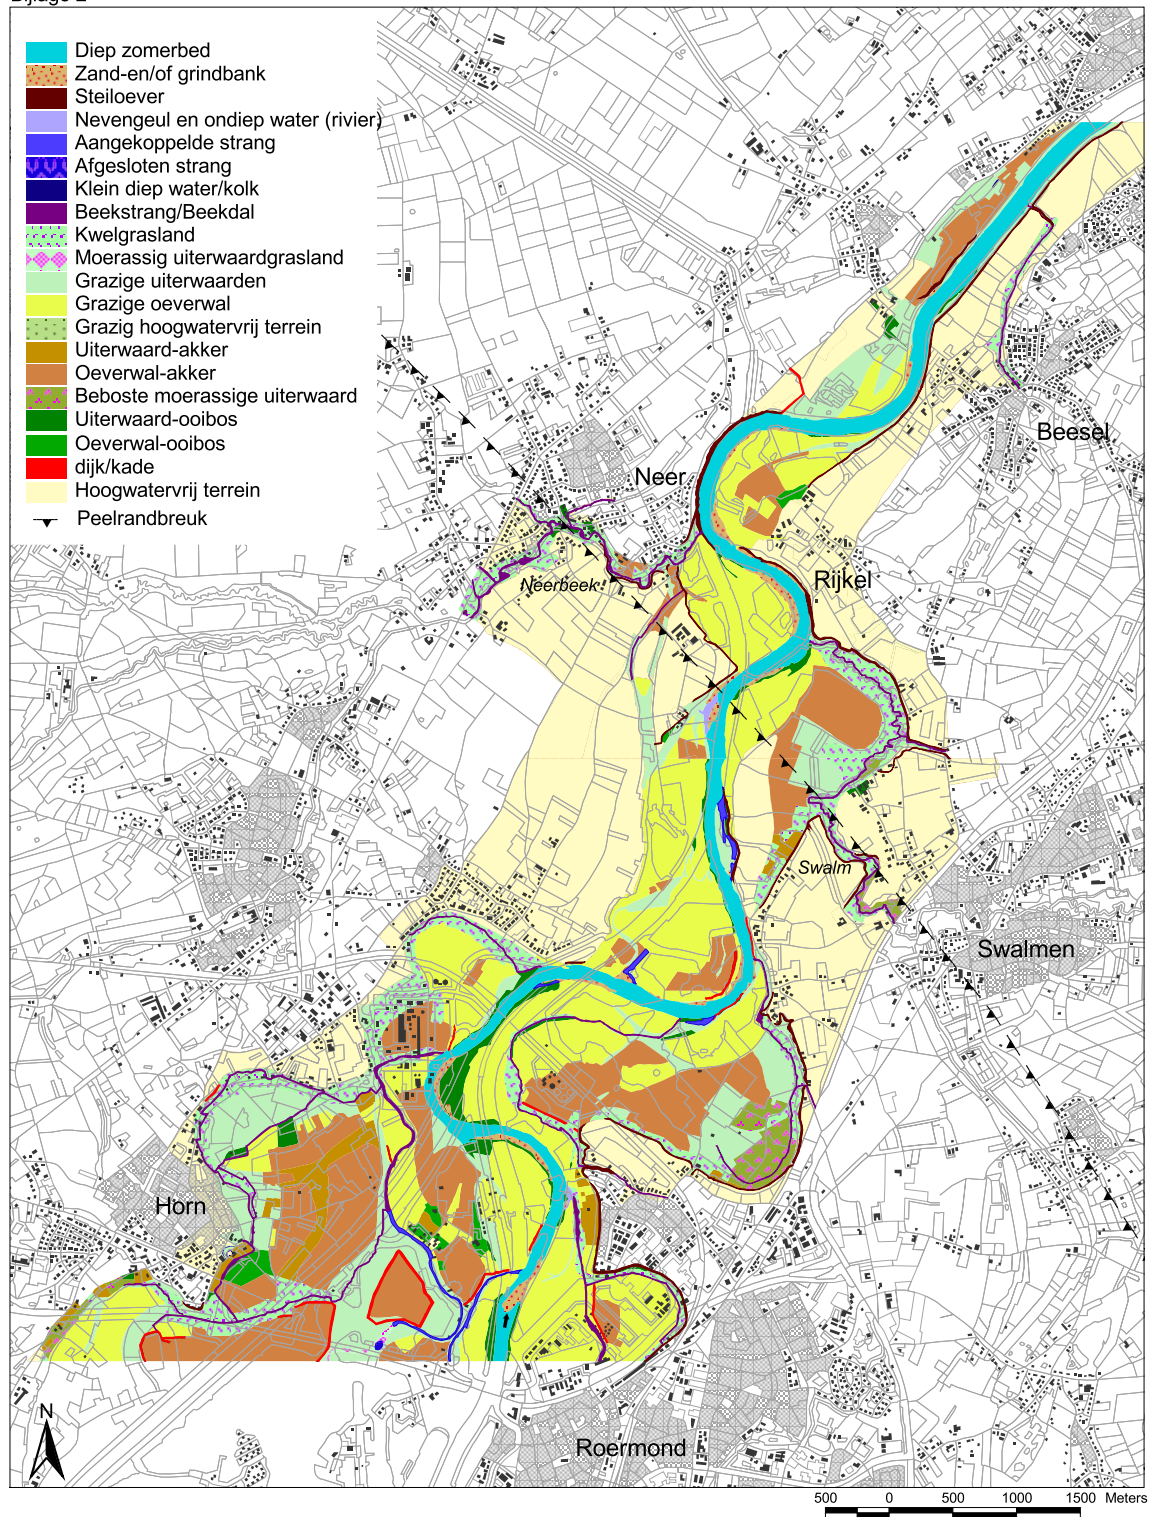 Bijlage 2
Diep zomerbed
Zand-en/of grindbank
Steiloever
Nevengeul en ondiep water (rivier)
Aangekoppelde strang
Afgesloten strang
Klein diep water/kolk
Beekstrang/Beekdal
Kwelgrasland
Moerassig uiterwaardgrasland
Grazige uiterwaarden
Grazige oeverwal
Grazig hoogwatervrij terrein
Uiterwaard-akker
Oeverwal-akker
Beboste moerassige uiterwaard
Uiterwaard-ooibos
Oeverwal-ooibos
dijk/kade
Hoogwatervrij terrein
Peelrandbreuk
Beesel
Neer
Rijkel
Neerbeek
Swalm
Swalmen
Horn
Roermond
N
500 0 500 1000 1500 Meters